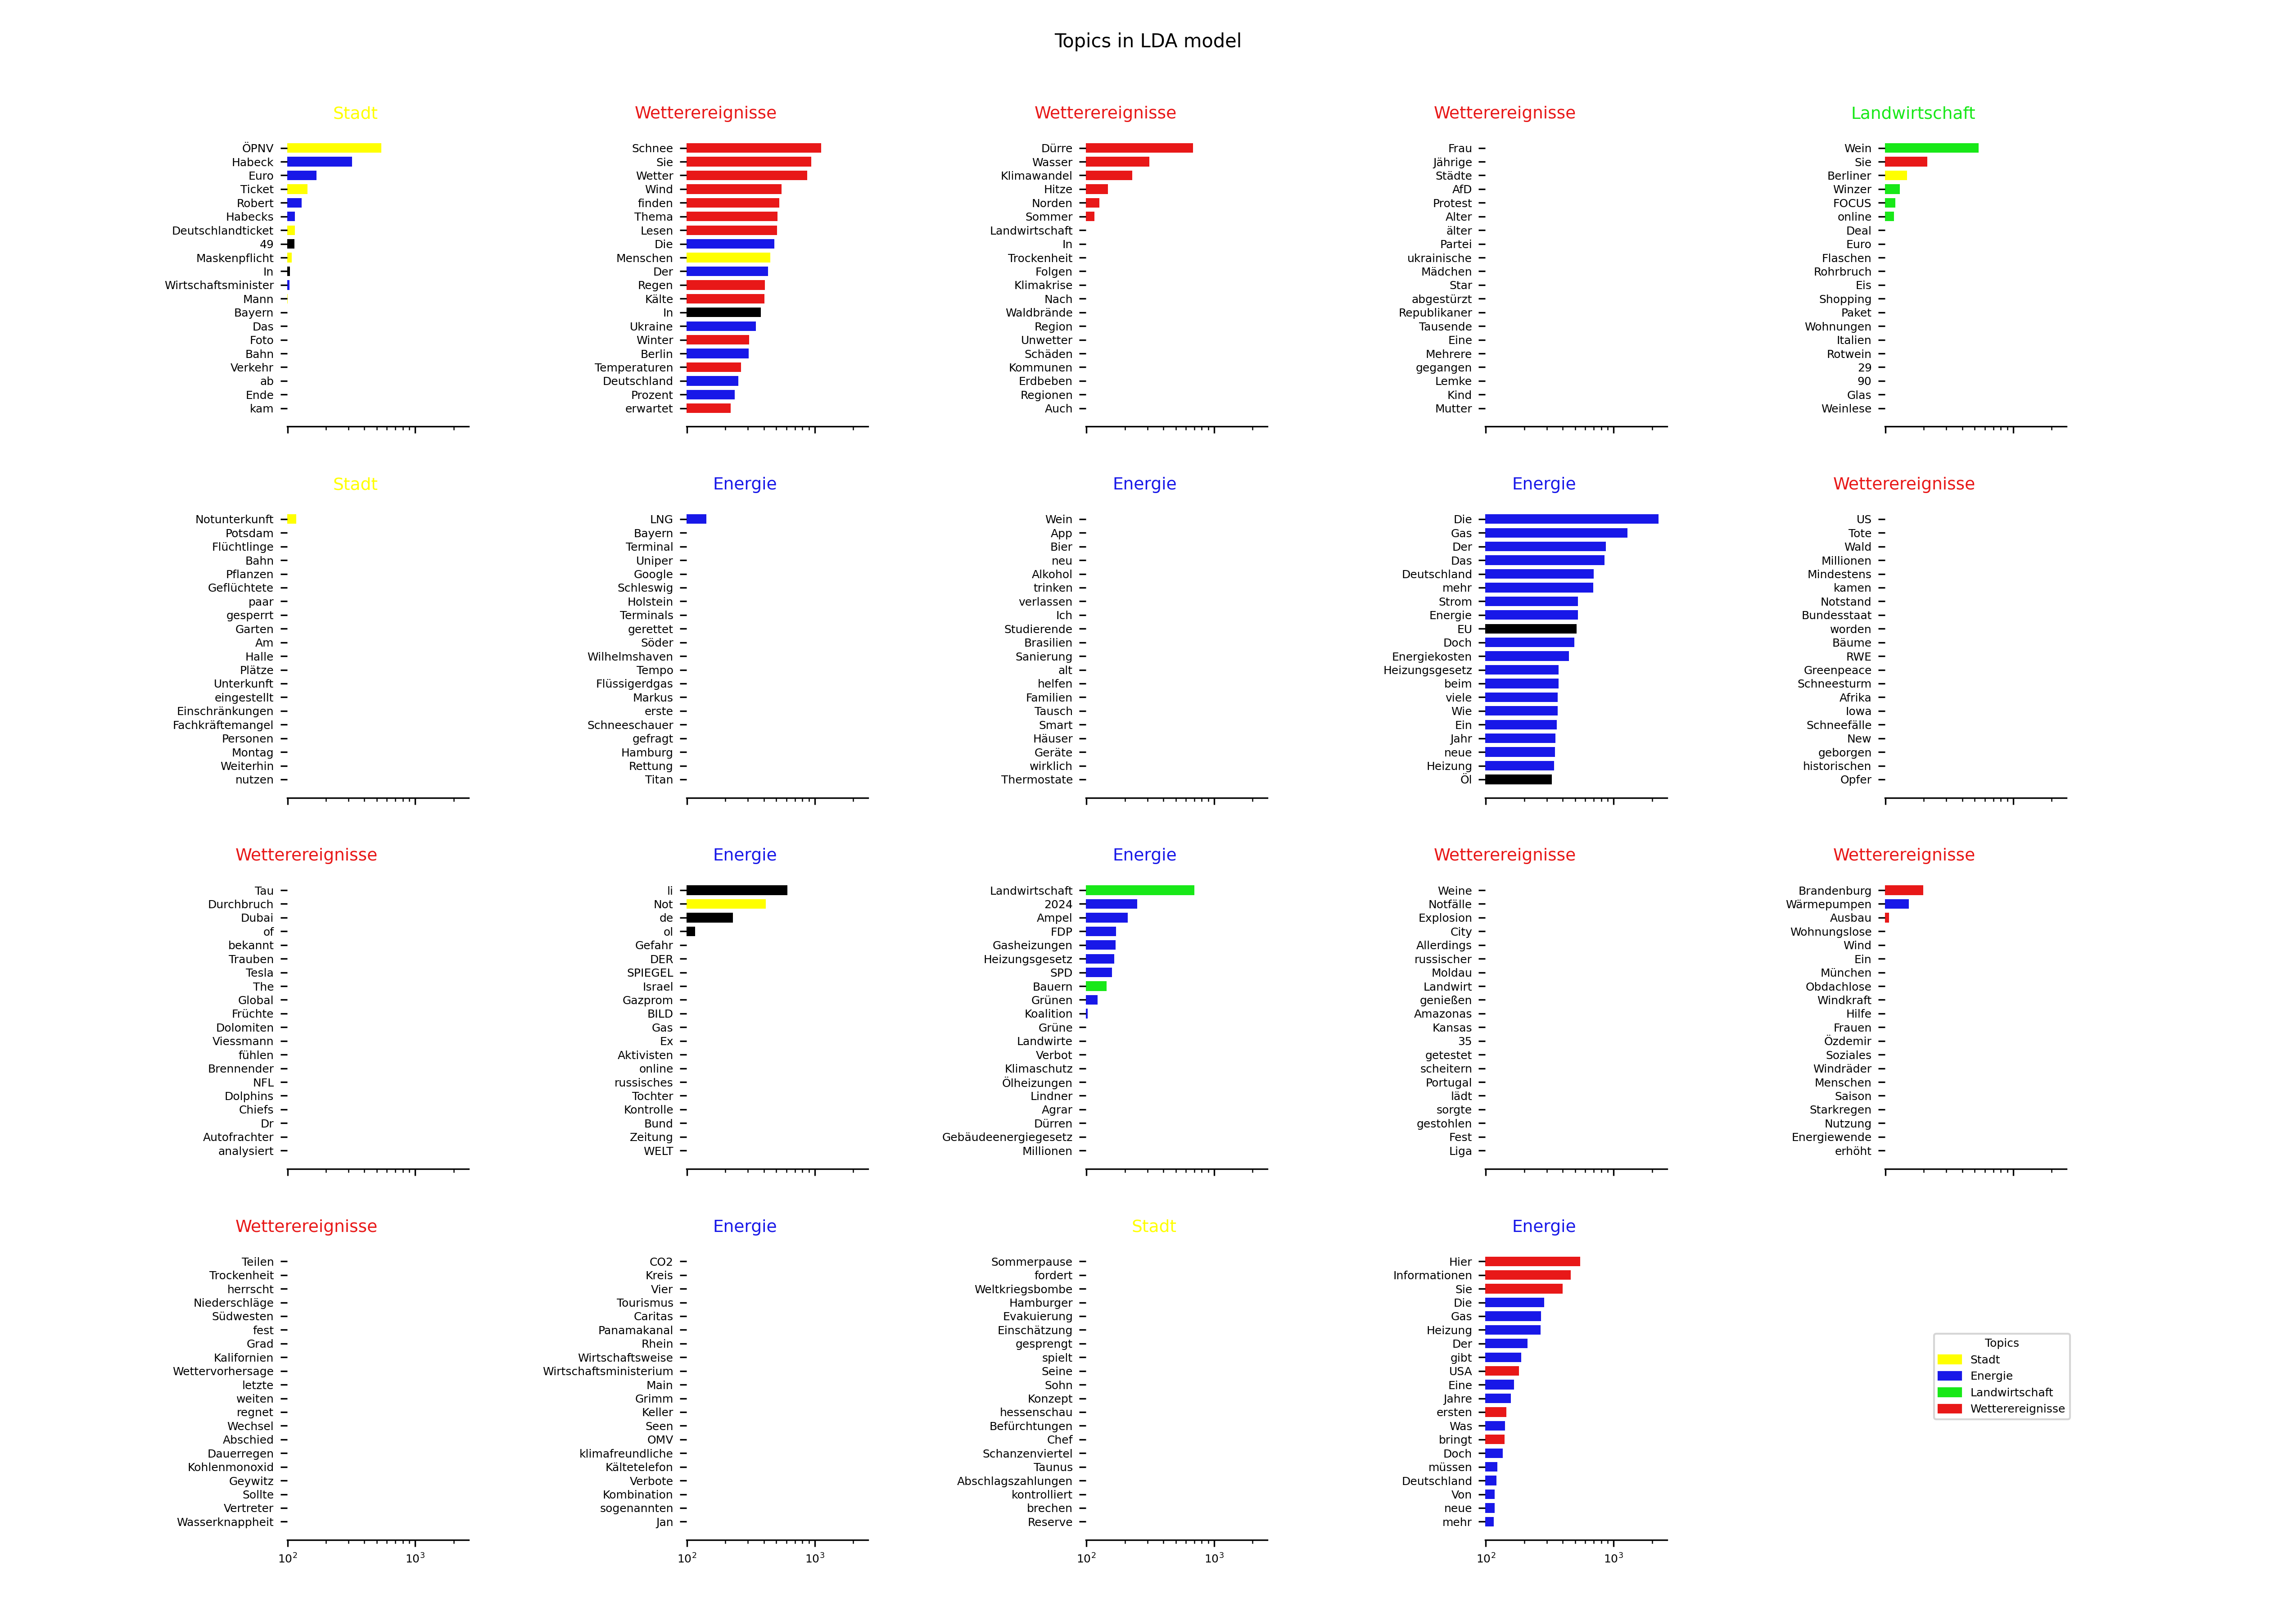 Topics in LDA model
Stadt
ÖPNV
Habeck
Euro
Ticket
Robert
Habecks
Deutschlandticket
49
Maskenpflicht
In
Wirtschaftsminister
Mann
Bayern
Das
Foto
Bahn
Verkehr
ab
Ende
kam
Wetterereignisse
Schnee
Sie
Wetter
Wind
finden
Thema
Lesen
Die
Menschen
Der
Regen
Kälte
In
Ukraine
Winter
Berlin
Temperaturen
Deutschland
Prozent
erwartet
Wetterereignisse
Dürre
Wasser
Klimawandel
Hitze
Norden
Sommer
Landwirtschaft
In
Trockenheit
Folgen
Klimakrise
Nach
Waldbrände
Region
Unwetter
Schäden
Kommunen
Erdbeben
Regionen
Auch
Wetterereignisse
Frau
Jährige
Städte
AfD
Protest
Alter
älter
Partei
ukrainische
Mädchen
Star
abgestürzt
Republikaner
Tausende
Eine
Mehrere
gegangen
Lemke
Kind
Mutter
Landwirtschaft
Wein
Sie
Berliner
Winzer
FOCUS
online
Deal
Euro
Flaschen
Rohrbruch
Eis
Shopping
Paket
Wohnungen
Italien
Rotwein
29
90
Glas
Weinlese
Stadt
Notunterkunft
Potsdam
Flüchtlinge
Bahn
Pflanzen
Geflüchtete
paar
gesperrt
Garten
Am
Halle
Plätze
Unterkunft
eingestellt
Einschränkungen
Fachkräftemangel
Personen
Montag
Weiterhin
nutzen
Energie
LNG
Bayern
Terminal
Uniper
Google
Schleswig
Holstein
Terminals
gerettet
Söder
Wilhelmshaven
Tempo
Flüssigerdgas
Markus
erste
Schneeschauer
gefragt
Hamburg
Rettung
Titan
Energie
Wein
App
Bier
neu
Alkohol
trinken
verlassen
Ich
Studierende
Brasilien
Sanierung
alt
helfen
Familien
Tausch
Smart
Häuser
Geräte
wirklich
Thermostate
Energie
Die
Gas
Der
Das
Deutschland
mehr
Strom
Energie
EU
Doch
Energiekosten
Heizungsgesetz
beim
viele
Wie
Ein
Jahr
neue
Heizung
Öl
Wetterereignisse
US
Tote
Wald
Millionen
Mindestens
kamen
Notstand
Bundesstaat
worden
Bäume
RWE
Greenpeace
Schneesturm
Afrika
Iowa
Schneefälle
New
geborgen
historischen
Opfer
Wetterereignisse
Tau
Durchbruch
Dubai
of
bekannt
Trauben
Tesla
The
Global
Früchte
Dolomiten
Viessmann
fühlen
Brennender
NFL
Dolphins
Chiefs
Dr
Autofrachter
analysiert
Energie
li
Not
de
ol
Gefahr
DER
SPIEGEL
Israel
Gazprom
BILD
Gas
Ex
Aktivisten
online
russisches
Tochter
Kontrolle
Bund
Zeitung
WELT
Energie
Landwirtschaft
2024
Ampel
FDP
Gasheizungen
Heizungsgesetz
SPD
Bauern
Grünen
Koalition
Grüne
Landwirte
Verbot
Klimaschutz
Ölheizungen
Lindner
Agrar
Dürren
Gebäudeenergiegesetz
Millionen
Wetterereignisse
Weine
Notfälle
Explosion
City
Allerdings
russischer
Moldau
Landwirt
genießen
Amazonas
Kansas
35
getestet
scheitern
Portugal
lädt
sorgte
gestohlen
Fest
Liga
Wetterereignisse
Brandenburg
Wärmepumpen
Ausbau
Wohnungslose
Wind
Ein
München
Obdachlose
Windkraft
Hilfe
Frauen
Özdemir
Soziales
Windräder
Menschen
Saison
Starkregen
Nutzung
Energiewende
erhöht
Wetterereignisse
Teilen
Trockenheit
herrscht
Niederschläge
Südwesten
fest
Grad
Kalifornien
Wettervorhersage
letzte
weiten
regnet
Wechsel
Abschied
Dauerregen
Kohlenmonoxid
Geywitz
Sollte
Vertreter
Wasserknappheit
10² 10³
Energie
CO2
Kreis
Vier
Tourismus
Caritas
Panamakanal
Rhein
Wirtschaftsweise
Wirtschaftsministerium
Main
Grimm
Keller
Seen
OMV
klimafreundliche
Kältetelefon
Verbote
Kombination
sogenannten
Jan
10² 10³
Stadt
Sommerpause
fordert
Weltkriegsbombe
Hamburger
Evakuierung
Einschätzung
gesprengt
spielt
Seine
Sohn
Konzept
hessenschau
Befürchtungen
Chef
Schanzenviertel
Taunus
Abschlagszahlungen
kontrolliert
brechen
Reserve
10² 10³
Energie
Hier
Informationen
Sie
Die
Gas
Heizung
Der
gibt
USA
Eine
Jahre
ersten
Was
bringt
Doch
müssen
Deutschland
Von
neue
mehr
10² 10³
Topics
Stadt
Energie
Landwirtschaft
Wetterereignisse